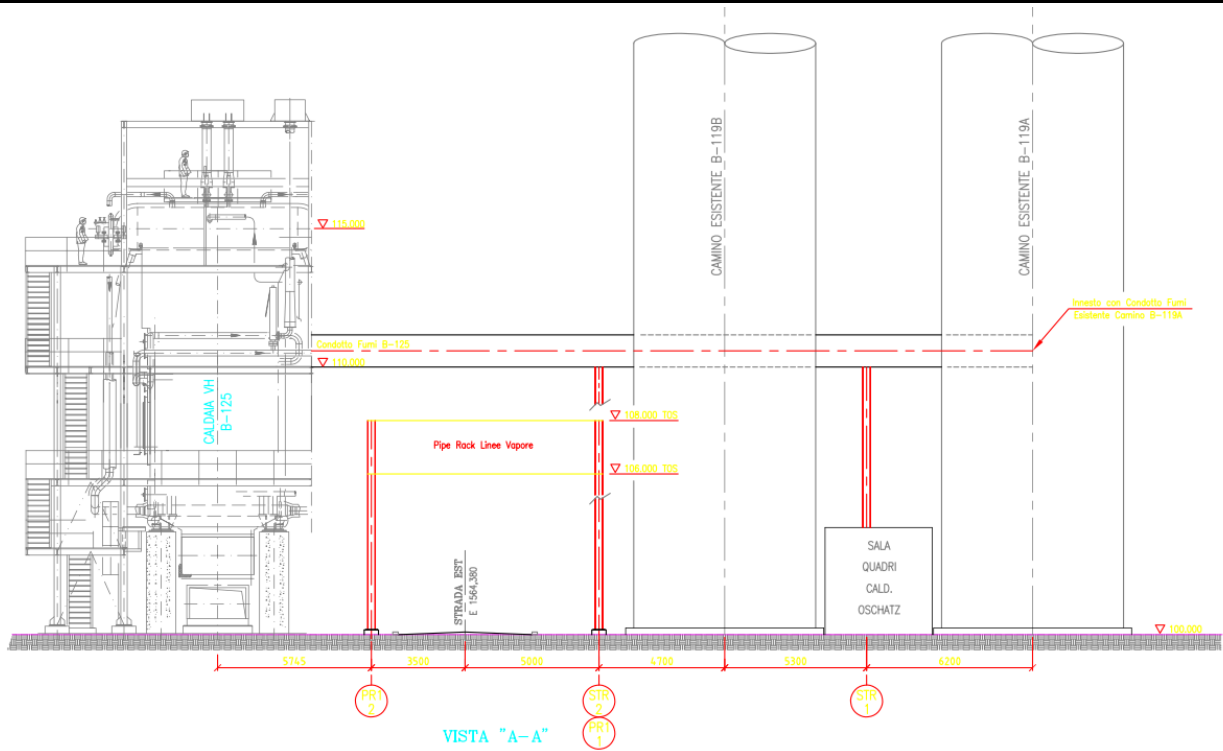 CAMINO ESISTENTE B-119B
CAMINO ESISTENTE B-119A
115.000
Innesto con Condotta Fumi
Esistente Camino B-119A
Condotta Fumi B-125
110.000
CALDAIA VH
B-125
108.000 TOS
Pipe Rack Linee Vapore
106.000 TOS
SALA
QUADRI
CALD.
OSCHATZ
STRADA EST
E 1564,380
100.000
5745
3500
5000
4700
5300
6200
PR1
2
STR
2
STR
1
PR1
1
VISTA "A-A"